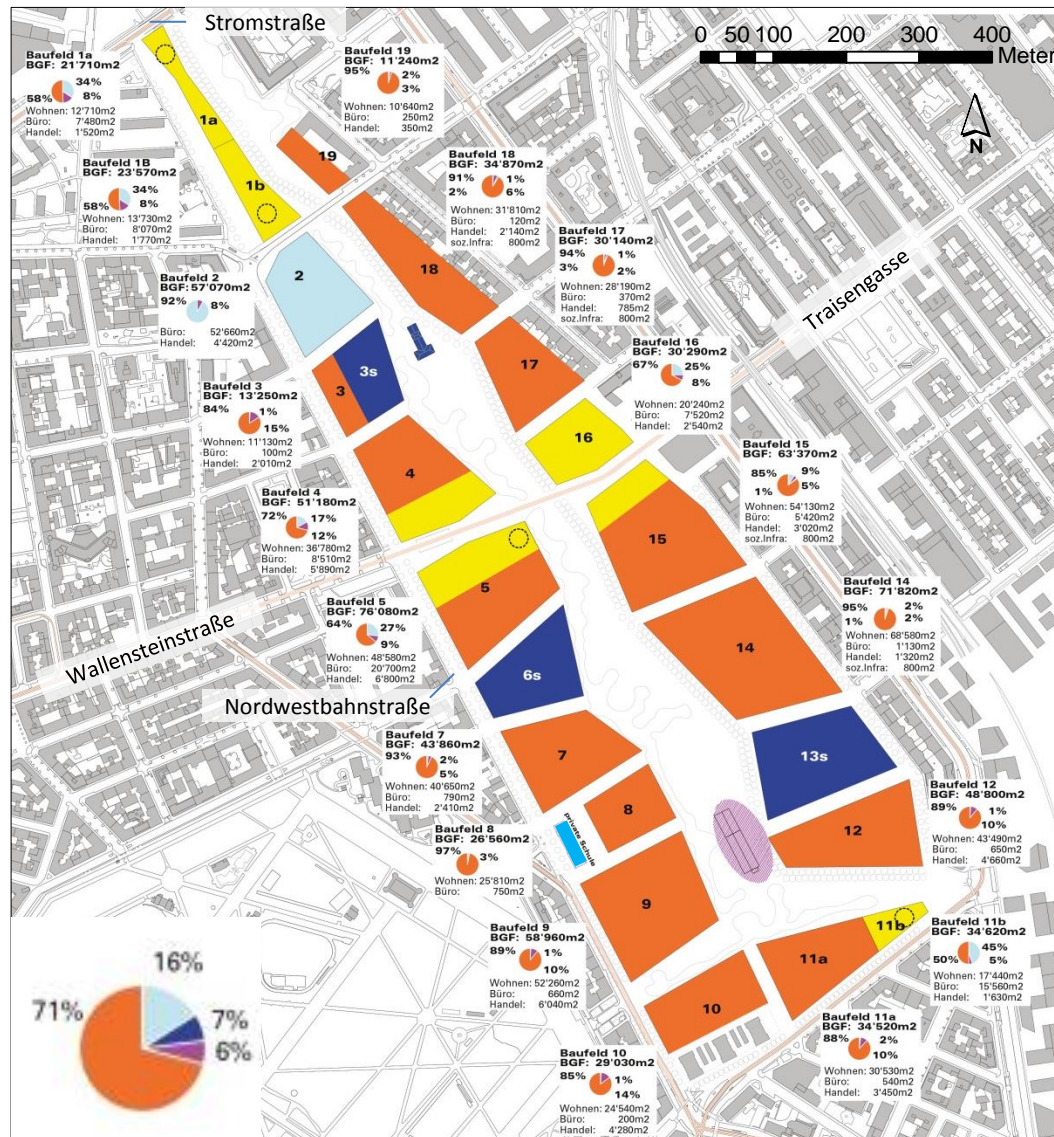 Stromstraße
0 50 100 200 300 400
Meter
N
Baufeld 1a
BGF: 21'710m2
34%
58% 8%
Wohnen: 12'710m2
Büro: 7'480m2
Handel: 1'520m2
Baufeld 19
BGF: 11'240m2
95% 2%
3%
Wohnen: 10'640m2
Büro: 250m2
Handel: 350m2
1a
19
Baufeld 1B
BGF: 23'570m2
34%
58% 8%
Wohnen: 13'730m2
Büro: 8'070m2
Handel: 1'770m2
1b
Baufeld 18
BGF: 34'870m2
91% 1%
2% 6%
Wohnen: 31'810m2
Büro: 120m2
Handel: 2'140m2
soz.Infra: 800m2
18
Baufeld 17
BGF: 30'140m2
94% 1%
3% 2%
Wohnen: 28'190m2
Büro: 370m2
Handel: 785m2
soz.Infra: 800m2
Traisengasse
Baufeld 2
BGF: 57'070m2
92% 8%
Büro: 52'660m2
Handel: 4'420m2
2
17
Baufeld 16
BGF: 30'290m2
67% 25%
8%
Wohnen: 20'240m2
Büro: 7'520m2
Handel: 2'540m2
16
Baufeld 3
BGF: 13'250m2
84% 1%
15%
Wohnen: 11'130m2
Büro: 100m2
Handel: 2'010m2
3
3s
Baufeld 15
BGF: 63'370m2
85% 9%
1% 5%
Wohnen: 54'130m2
Büro: 5'420m2
Handel: 3'020m2
soz.Infra: 800m2
15
Baufeld 4
BGF: 51'180m2
72% 17%
12%
Wohnen: 36'780m2
Büro: 8'510m2
Handel: 5'890m2
4
Baufeld 14
BGF: 71'820m2
95% 2%
1% 2%
Wohnen: 68'580m2
Büro: 1'130m2
Handel: 1'320m2
soz.Infra: 800m2
14
Wallensteinstraße
Baufeld 5
BGF: 76'080m2
64% 27%
9%
Wohnen: 48'580m2
Büro: 20'700m2
Handel: 6'800m2
5
6s
Nordwestbahnstraße
Baufeld 7
BGF: 43'860m2
93% 2%
5%
Wohnen: 40'650m2
Büro: 790m2
Handel: 2'410m2
7
13s
Baufeld 12
BGF: 48'800m2
89% 1%
10%
Wohnen: 43'490m2
Büro: 650m2
Handel: 4'660m2
12
Baufeld 8
BGF: 26'560m2
97% 3%
Wohnen: 25'810m2
Büro: 750m2
8
private Schule
Baufeld 9
BGF: 58'960m2
89% 1%
10%
Wohnen: 52'260m2
Büro: 660m2
Handel: 6'040m2
9
Baufeld 11b
BGF: 34'620m2
45%
50% 5%
Wohnen: 17'440m2
Büro: 15'560m2
Handel: 1'630m2
11b
11a
Baufeld 11a
BGF: 34'520m2
88% 2%
10%
Wohnen: 30'530m2
Büro: 540m2
Handel: 3'450m2
10
Baufeld 10
BGF: 29'030m2
85% 1%
14%
Wohnen: 24'540m2
Büro: 200m2
Handel: 4'280m2
16%
71%
7%
6%